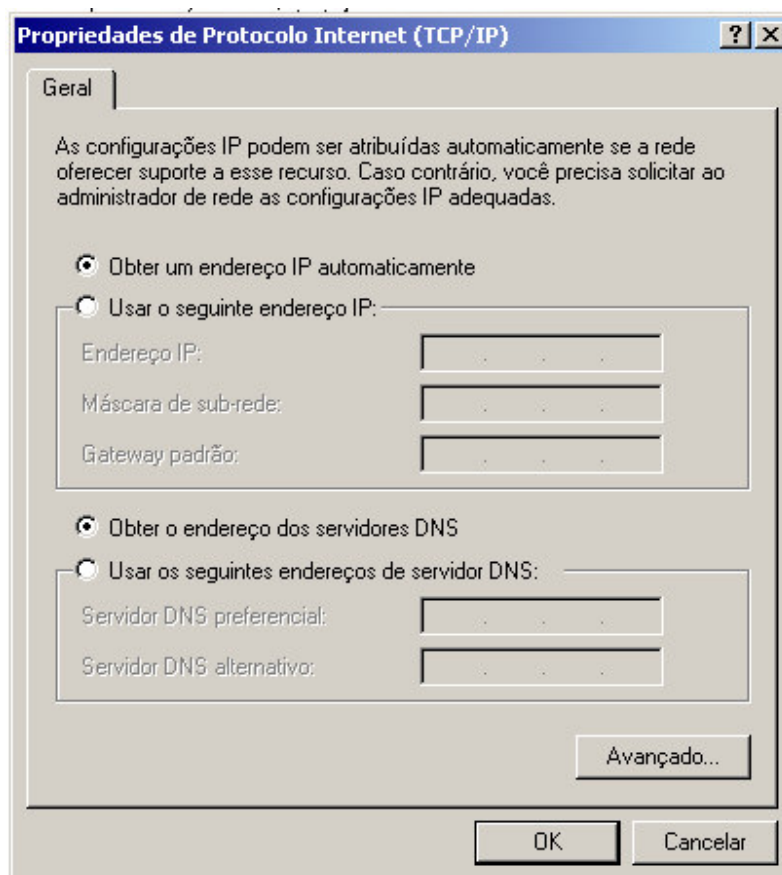 Propriedades de Protocolo Internet (TCP/IP)
Geral
As configurações IP podem ser atribuídas automaticamente se a rede
oferecer suporte a esse recurso. Caso contrário, você precisa solicitar ao
administrador de rede as configurações IP adequadas.
Obter um endereço IP automaticamente
Usar o seguinte endereço IP:
Endereço IP:
Máscara de sub-rede:
Gateway padrão:
Obter o endereço dos servidores DNS
Usar os seguintes endereços de servidor DNS:
Servidor DNS preferencial:
Servidor DNS alternativo:
Avançado...
OK Cancelar